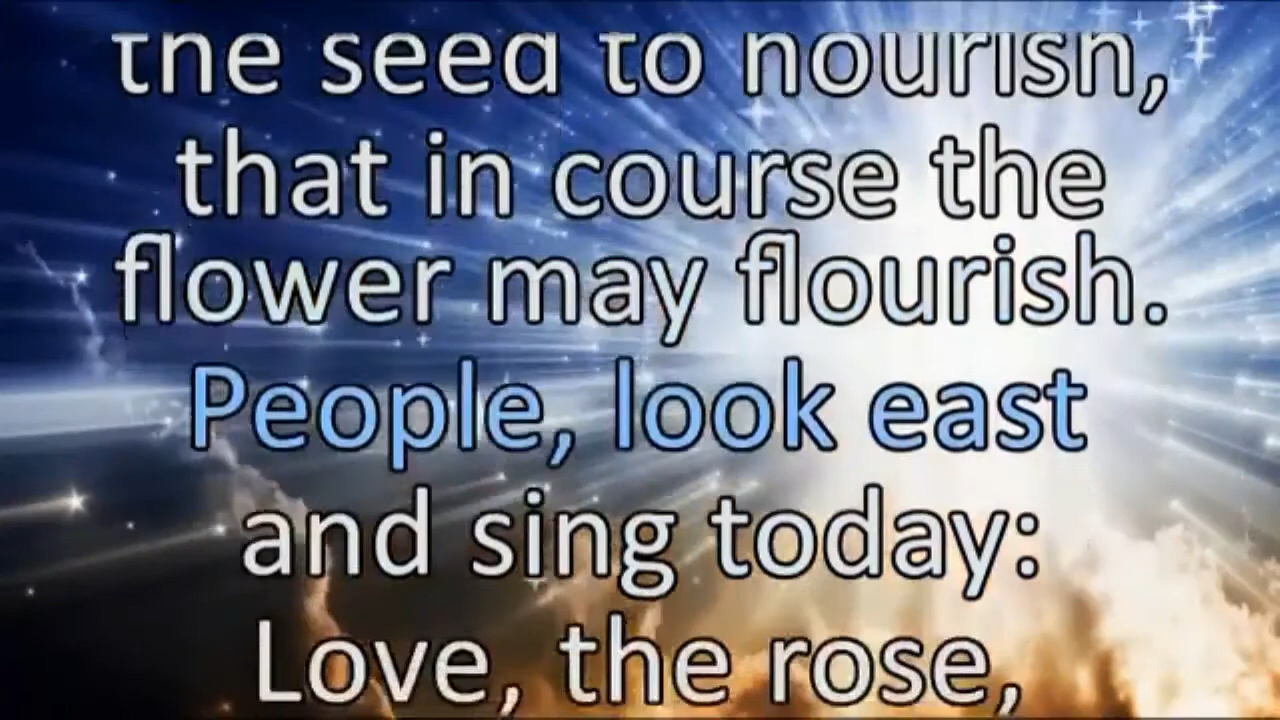 the seed to nourish,
that in course the
flower may flourish.
People, look east
and sing today:
Love, the rose,